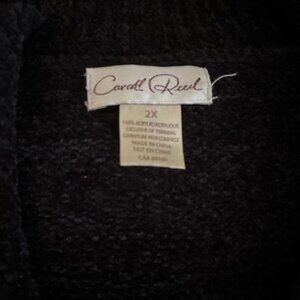 Caroll Reed
2X
100% ACRYLIC/ACRYLIQUE
EXCLUSIVE OF TRIMMING
GARNITURE NON COMPRISE
MADE IN CHINA
FAIT EN CHINE